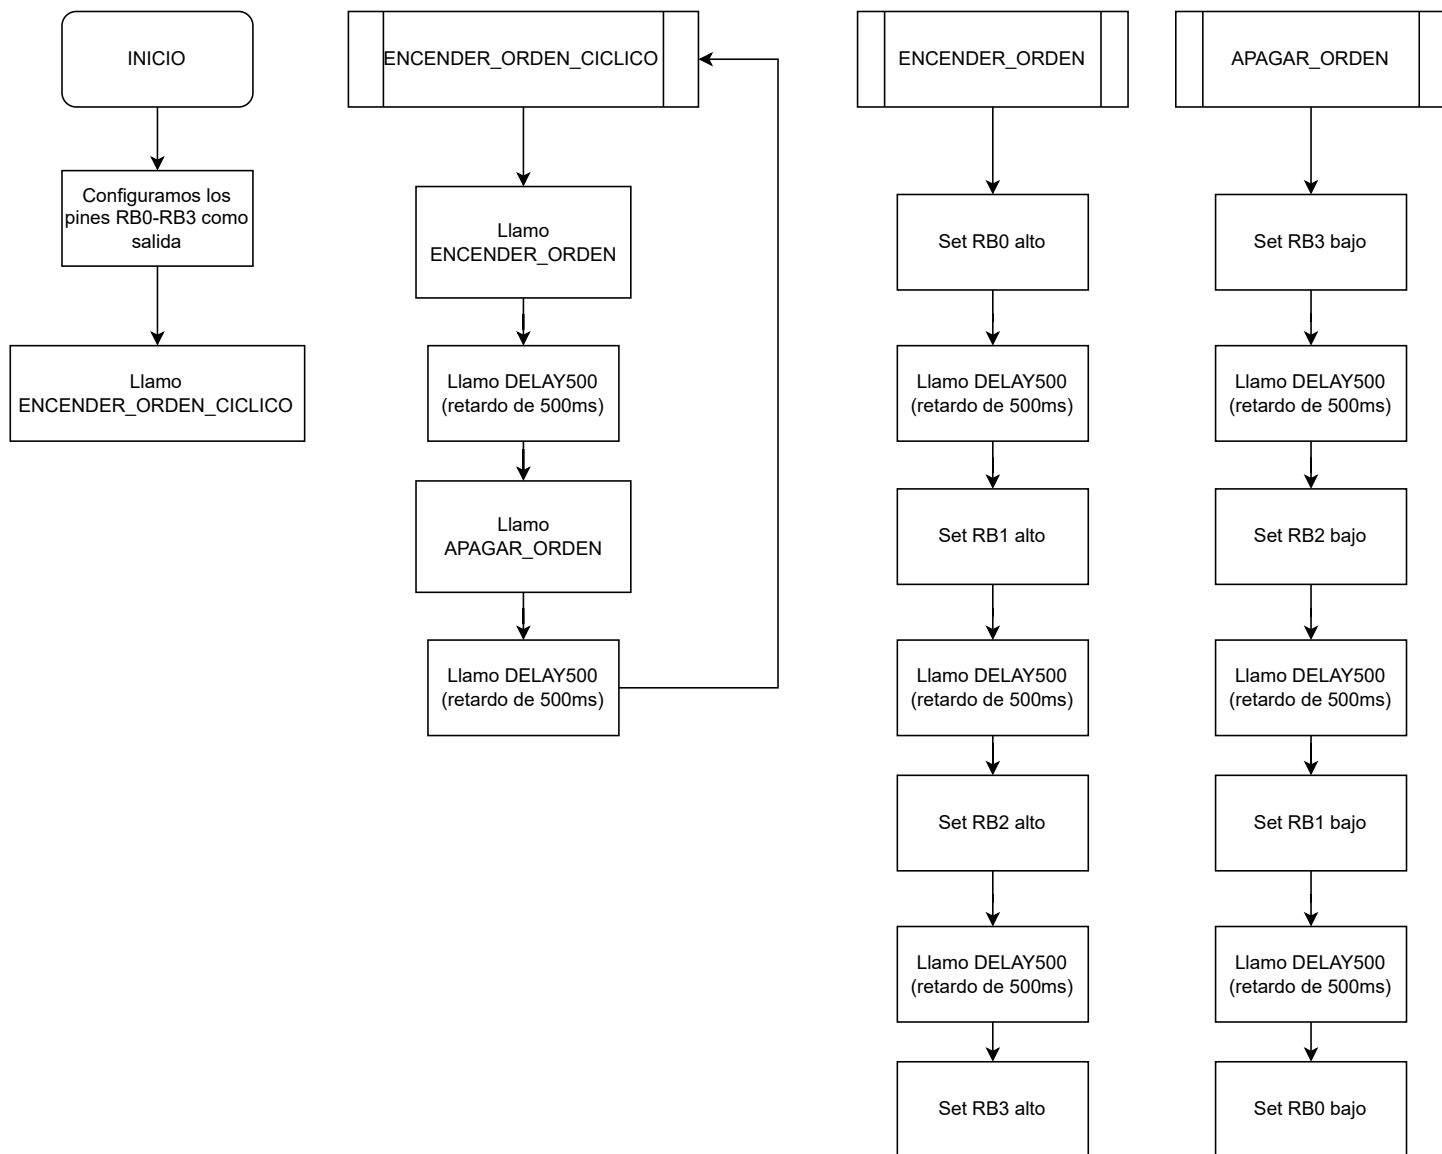 INICIO
Configuramos los
pines RB0-RB3 como
salida
Llamo
ENCENDER_ORDEN_CICLICO
ENCENDER_ORDEN_CICLICO
Llamo
ENCENDER_ORDEN
Llamo DELAY500
(retardo de 500ms)
Llamo
APAGAR_ORDEN
Llamo DELAY500
(retardo de 500ms)
ENCENDER_ORDEN
Set RB0 alto
Llamo DELAY500
(retardo de 500ms)
Set RB1 alto
Llamo DELAY500
(retardo de 500ms)
Set RB2 alto
Llamo DELAY500
(retardo de 500ms)
Set RB3 alto
APAGAR_ORDEN
Set RB3 bajo
Llamo DELAY500
(retardo de 500ms)
Set RB2 bajo
Llamo DELAY500
(retardo de 500ms)
Set RB1 bajo
Llamo DELAY500
(retardo de 500ms)
Set RB0 bajo